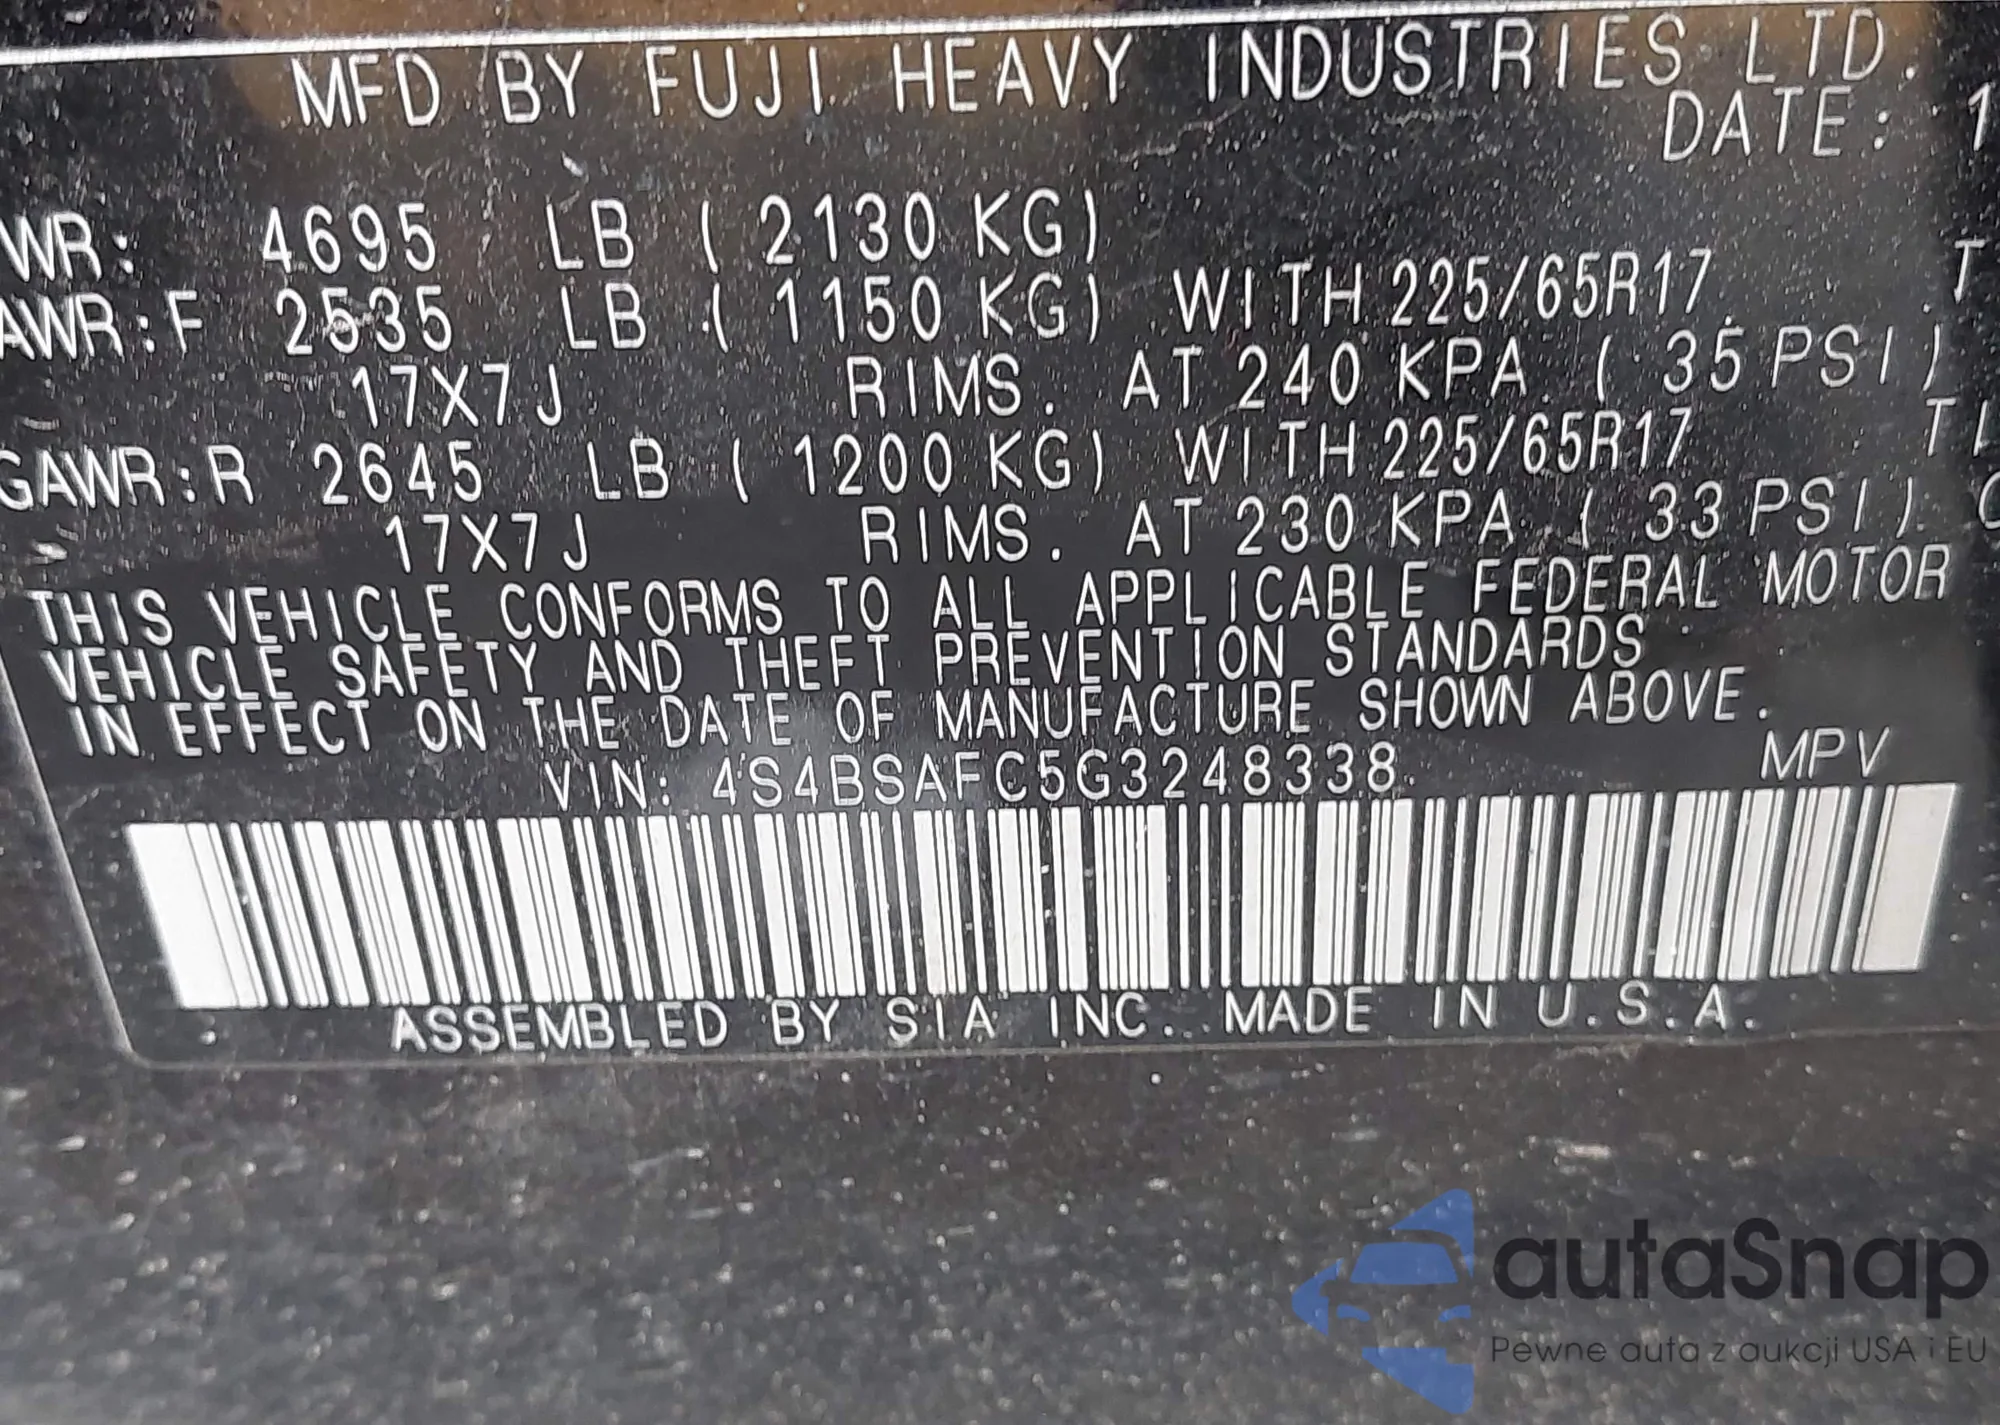 MFD BY FUJI HEAVY INDUSTRIES LTD.
DATE: 1
WR: 4695 LB ( 2130 KG)
AWR:F 2535 LB ( 1150 KG) WITH 225/65R17 T
17X7J RIMS. AT 240 KPA ( 35 PSI)
GAWR:R 2645 LB ( 1200 KG) WITH 225/65R17 TL
17X7J RIMS. AT 230 KPA ( 33 PSI) C
THIS VEHICLE CONFORMS TO ALL APPLICABLE FEDERAL MOTOR
VEHICLE SAFETY AND THEFT PREVENTION STANDARDS
IN EFFECT ON THE DATE OF MANUFACTURE SHOWN ABOVE.
VIN: 4S4BSAFC5G3248338 MPV
ASSEMBLED BY SIA INC. MADE IN U.S.A.
autaSnap
Pewne auta z aukcji USA i EU